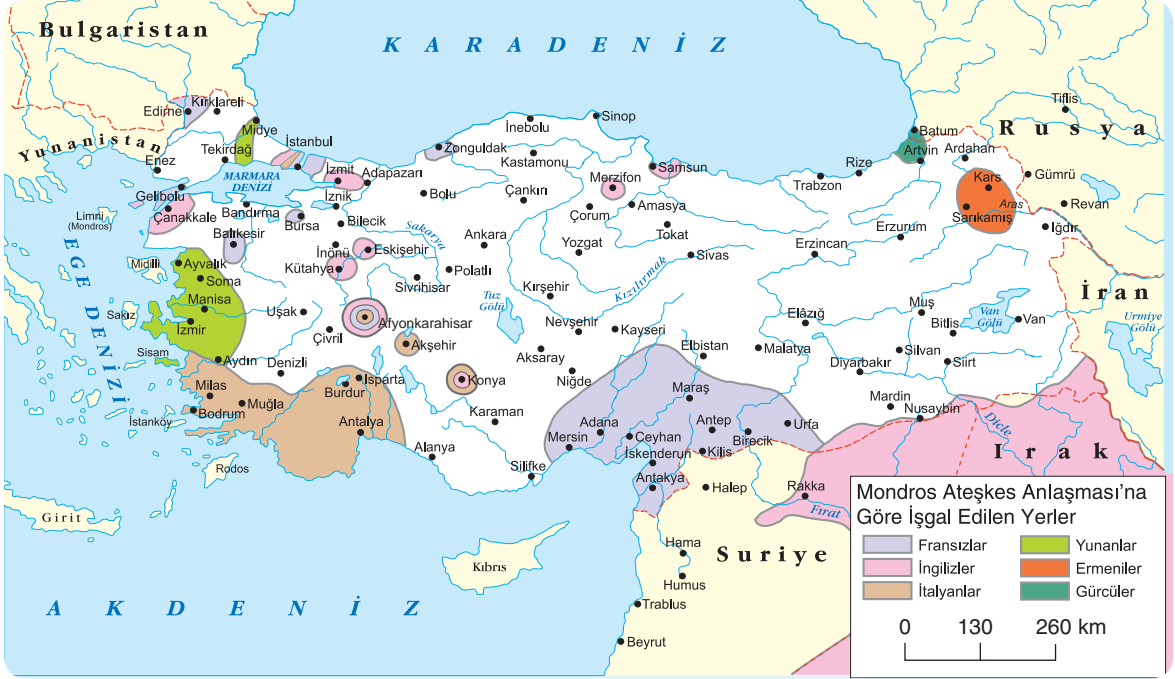 Bulgaristan
KARADENİZ
Edirne
Kırklareli
Tiflis
Yunanistan
Midye
İnebolu
Sinop
Rusya
Batum
Tekirdağ
İstanbul
Zonguldak
Kastamonu
Artvin
Ardahan
Enez
İzmit
Adapazarı
Samsun
Rize
MARMARA
DENİZİ
Merzifon
Trabzon
Kars
Gümrü
Gelibolu
İznik
Bolu
Çankırı
Aras
Revan
Limni
(Mondros)
Çanakkale
Bandırma
Bursa
Bilecik
Çorum
Amasya
Sarıkamış
Iğdır
Balıkesir
Sakarya
Ankara
Tokat
Erzurum
EGE DENİZİ
İnönü
Eskişehir
Yozgat
Erzincan
Midilli
Ayvalık
Kütahya
Polatlı
Sivas
Soma
Sivrihisar
Kızılırmak
Manisa
Kırşehir
İran
Sakız
Uşak
Tuz
Gölü
Muş
Van
Gölü
Van
Urmiye
Gölü
İzmir
Afyonkarahisar
Nevşehir
Kayseri
Elâzığ
Bitlis
Çivril
Akşehir
Elbistan
Malatya
Silvan
Sisam
Aydın
Denizli
Aksaray
Diyarbakır
Siirt
Milas
Isparta
Konya
Niğde
Burdur
Maraş
Mardin
Muğla
Nusaybin
Bodrum
Karaman
İstanköy
Antalya
Adana
Antep
Urfa
Dicle
Mersin
Ceyhan
Birecik
Alanya
İskenderun
Kilis
Irak
Rodos
Silifke
Antakya
Halep
Rakka
Fırat
Girit
Hama
Suriye
Kıbrıs
Humus
AKDENİZ
Trablus
Beyrut
Mondros Ateşkes Anlaşması'na
Göre İşgal Edilen Yerler
Fransızlar
Yunanlar
İngilizler
Ermeniler
İtalyanlar
Gürcüler
0 130 260 km